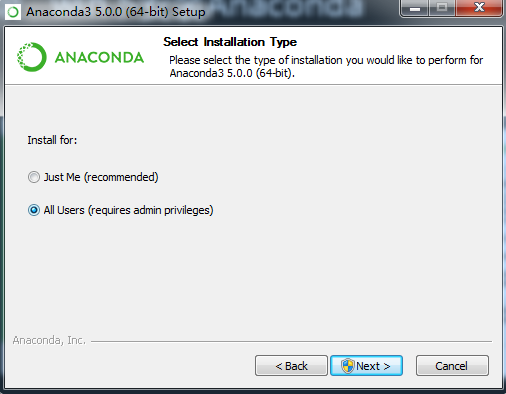 Anaconda3 5.0.0 (64-bit) Setup
Select Installation Type
ANACONDA
Please select the type of installation you would like to perform for
Anaconda3 5.0.0 (64-bit).
Install for:
Just Me (recommended)
All Users (requires admin privileges)
Anaconda, Inc.
< Back
Next >
Cancel